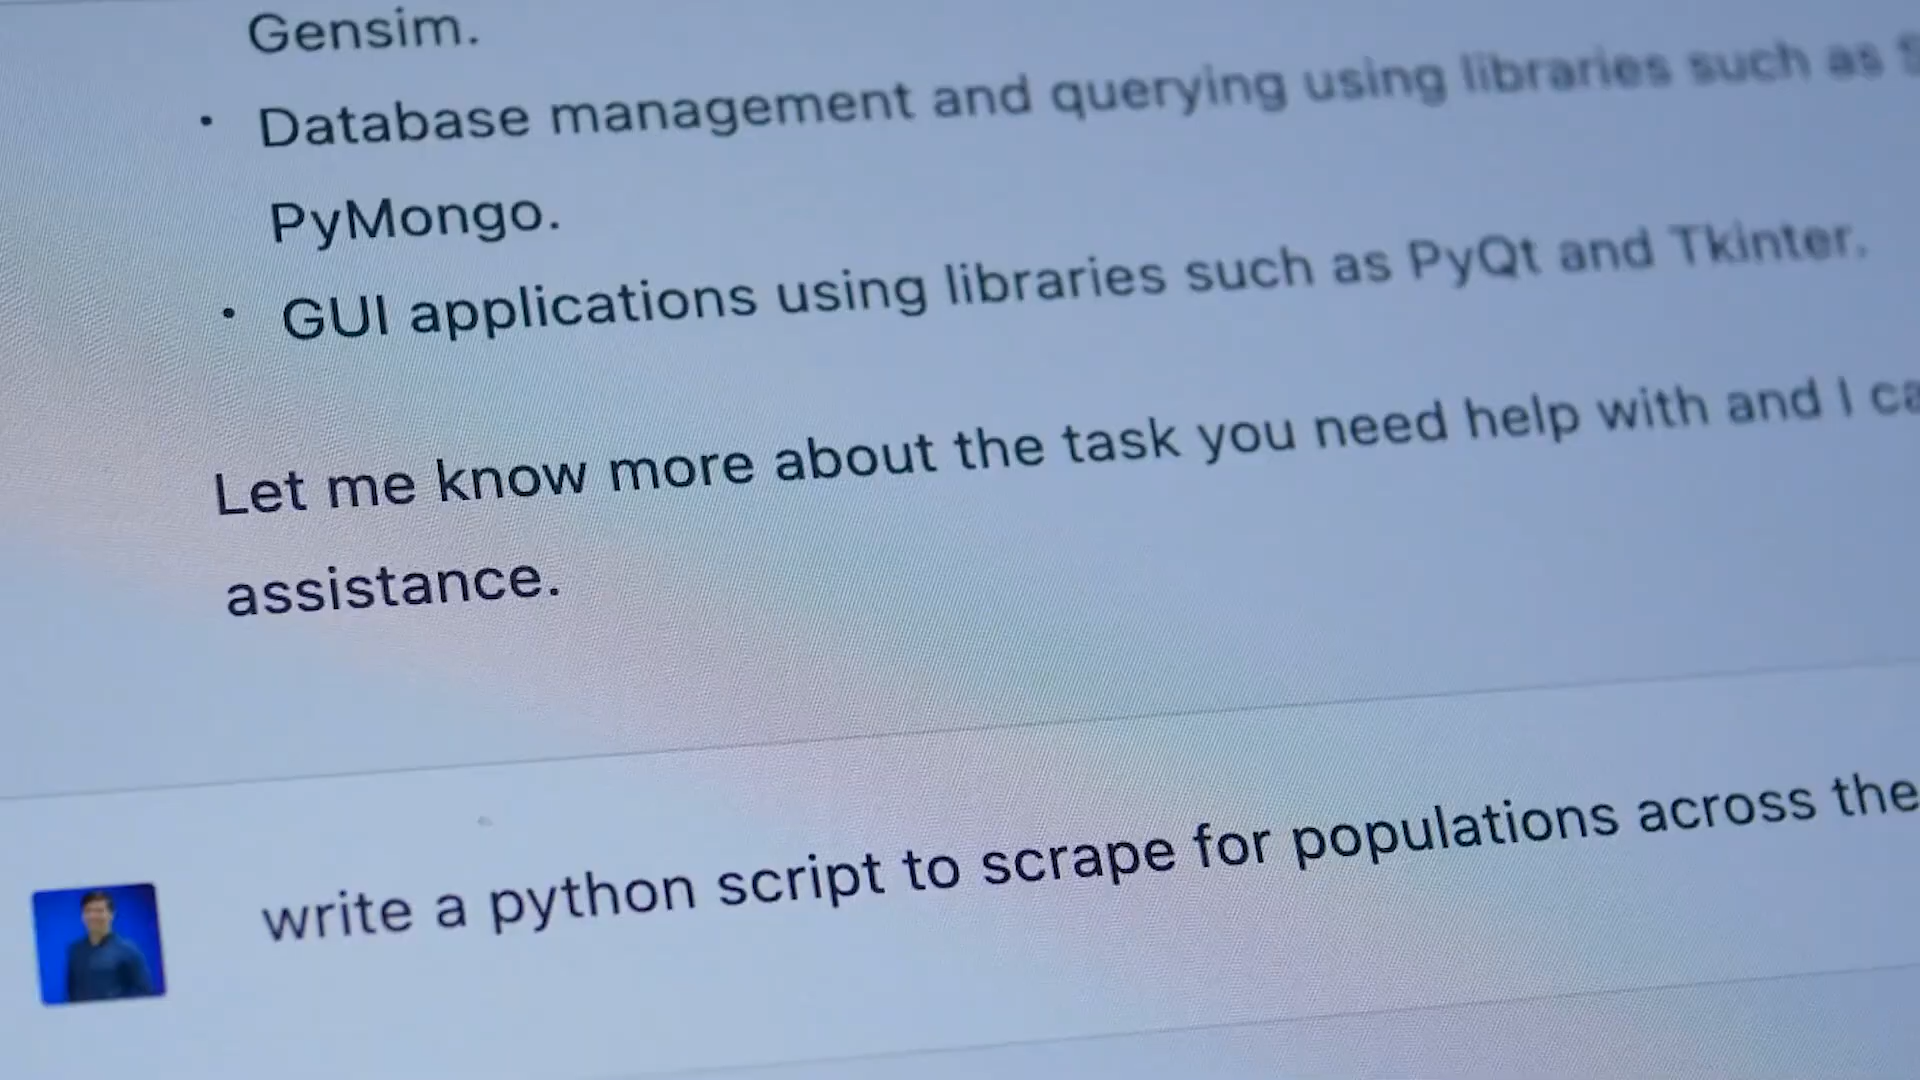 Gensim.
• Database management and querying using libraries such as
PyMongo.
• GUI applications using libraries such as PyQt and Tkinter.
Let me know more about the task you need help with and I ca
assistance.
write a python script to scrape for populations across the